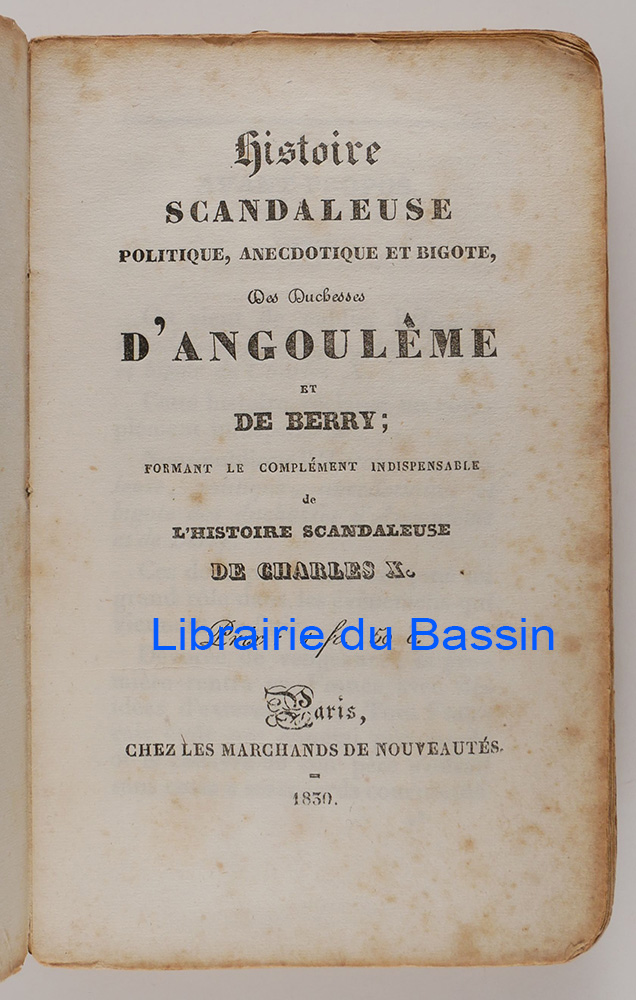 Histoire
SCANDALEUSE
POLITIQUE, ANECDOTIQUE ET BIGOTE,
Des Duchesses
D'ANGOULÊME
ET
DE BERRY;
FORMANT LE COMPLÉMENT INDISPENSABLE
de
L'HISTOIRE SCANDALEUSE
DE CHARLES X.
Librairie du Bassin
Paris,
CHEZ LES MARCHANDS DE NOUVEAUTÉS.
1830.